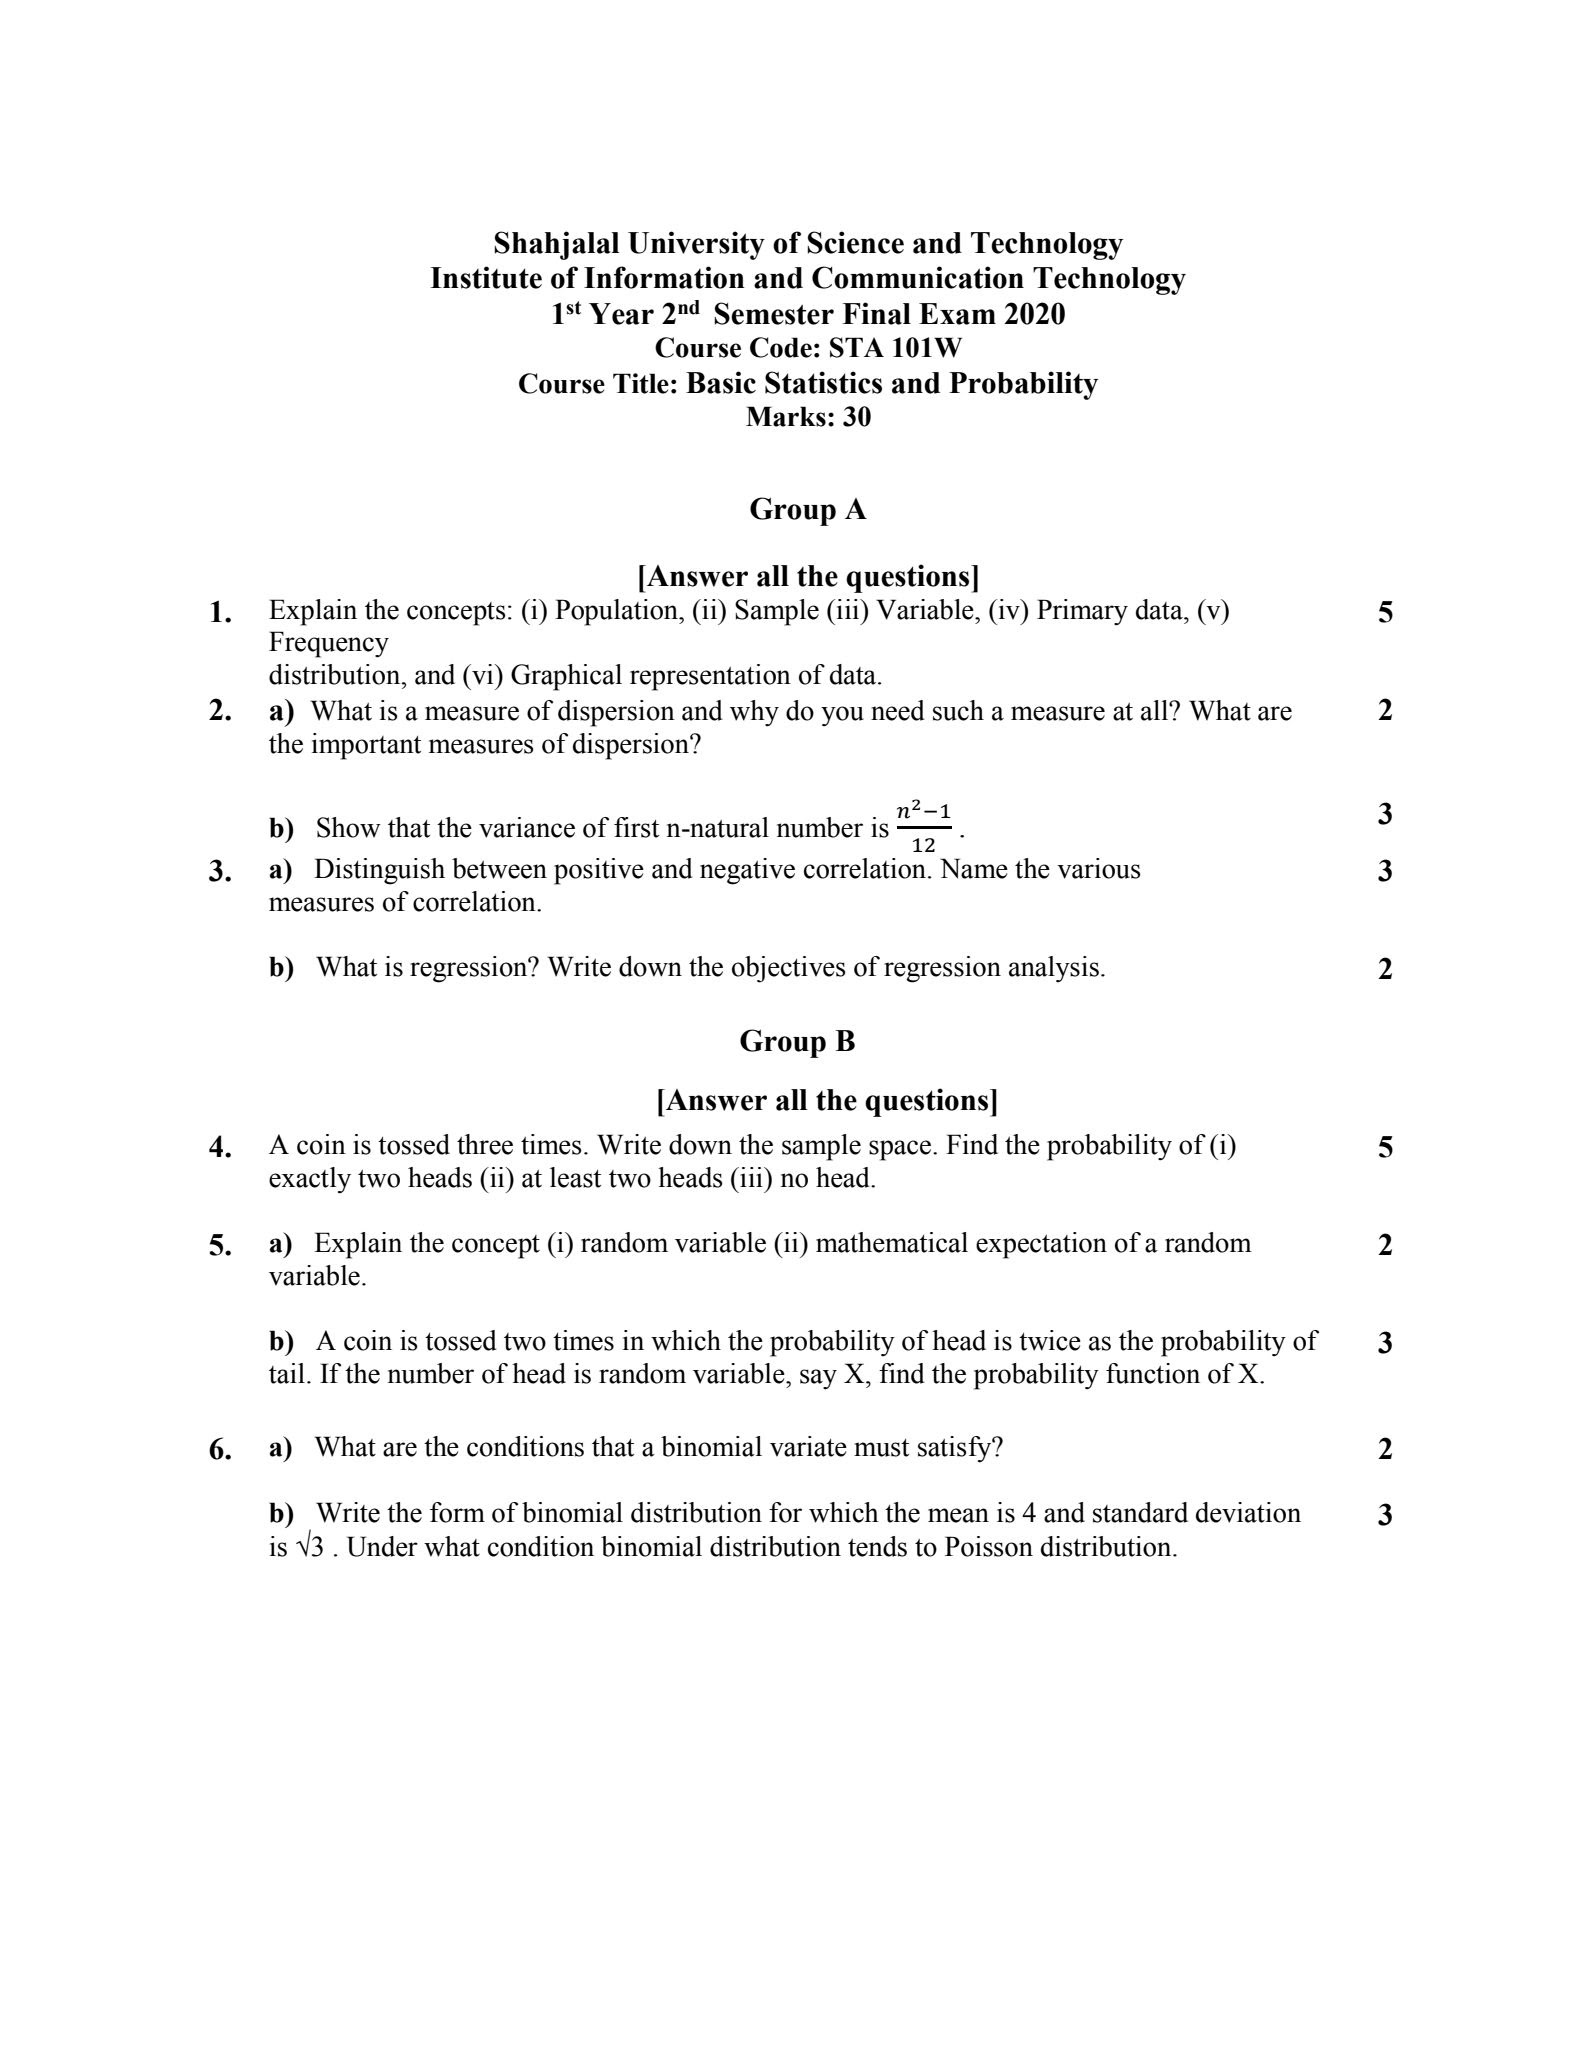 Shahjalal University of Science and Technology
Institute of Information and Communication Technology
1st Year 2nd Semester Final Exam 2020
Course Code: STA 101W
Course Title: Basic Statistics and Probability
Marks: 30
Group A
[Answer all the questions]
1. Explain the concepts: (i) Population, (ii) Sample (iii) Variable, (iv) Primary data, (v) 5
Frequency
distribution, and (vi) Graphical representation of data.
2. a) What is a measure of dispersion and why do you need such a measure at all? What are 2
the important measures of dispersion?
b) Show that the variance of first n-natural number is (n²−1)/12 . 3
3. a) Distinguish between positive and negative correlation. Name the various 3
measures of correlation.
b) What is regression? Write down the objectives of regression analysis. 2
Group B
[Answer all the questions]
4. A coin is tossed three times. Write down the sample space. Find the probability of (i) 5
exactly two heads (ii) at least two heads (iii) no head.
5. a) Explain the concept (i) random variable (ii) mathematical expectation of a random 2
variable.
b) A coin is tossed two times in which the probability of head is twice as the probability of 3
tail. If the number of head is random variable, say X, find the probability function of X.
6. a) What are the conditions that a binomial variate must satisfy? 2
b) Write the form of binomial distribution for which the mean is 4 and standard deviation 3
is √3 . Under what condition binomial distribution tends to Poisson distribution.